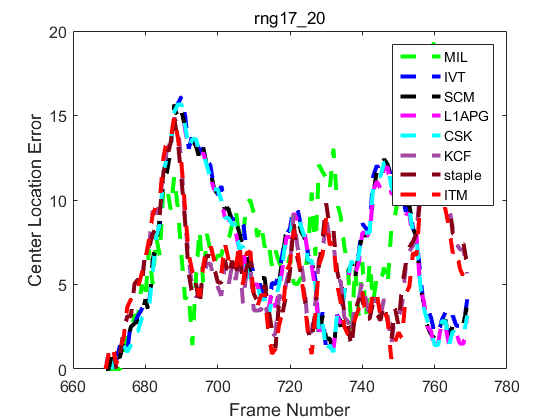 rng17_20
20
15
10
5
0
Center Location Error
MIL
IVT
SCM
L1APG
CSK
KCF
staple
ITM
660
680
700
720
740
760
780
Frame Number